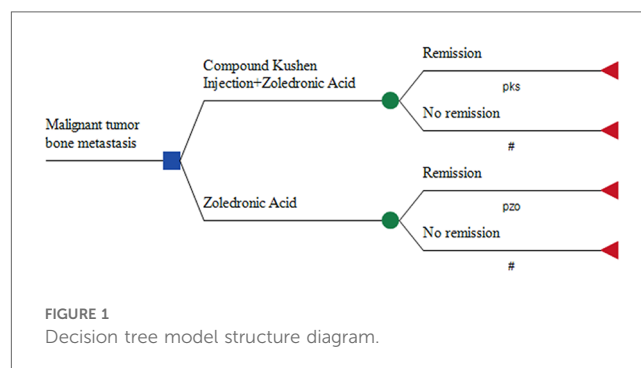 Malignant tumor
bone metastasis
Compound Kushen
Injection+Zoledronic Acid
Remission
pks
No remission
#
Zoledronic Acid
Remission
pzo
No remission
#
FIGURE 1
Decision tree model structure diagram.